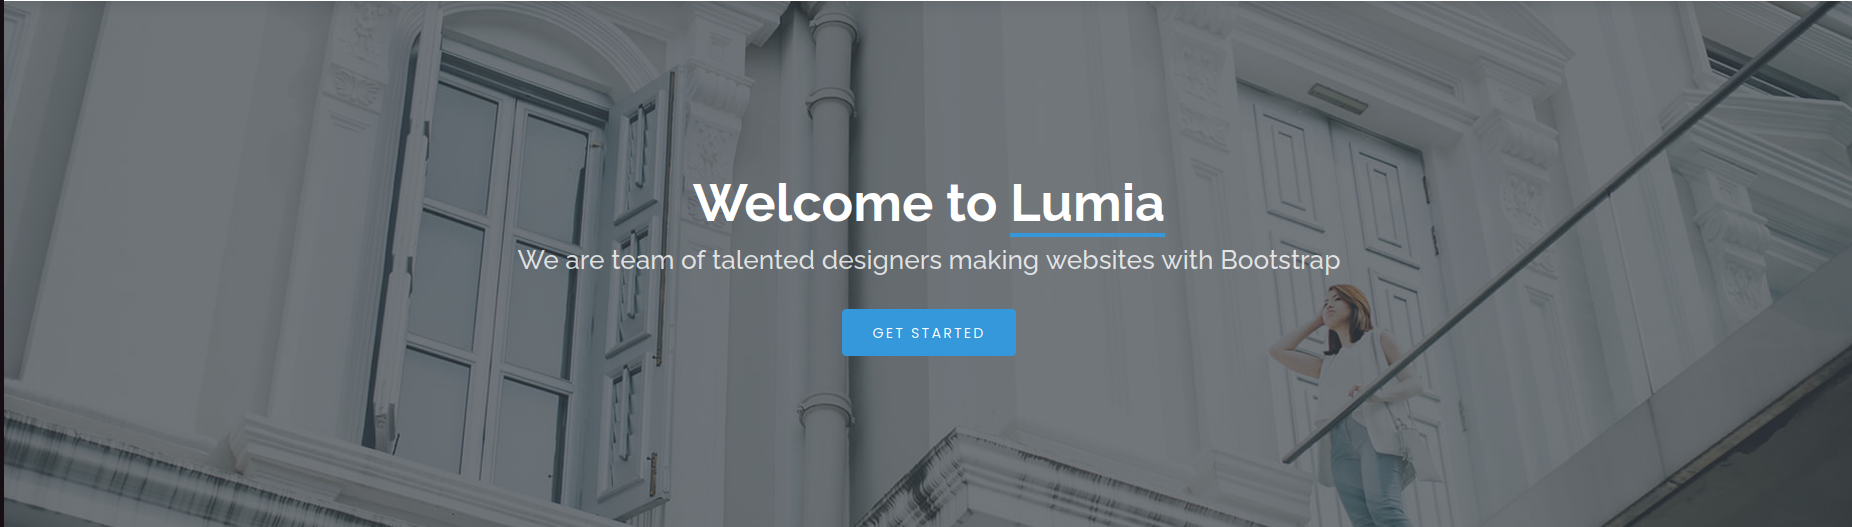 Welcome to Lumia
We are team of talented designers making websites with Bootstrap
GET STARTED